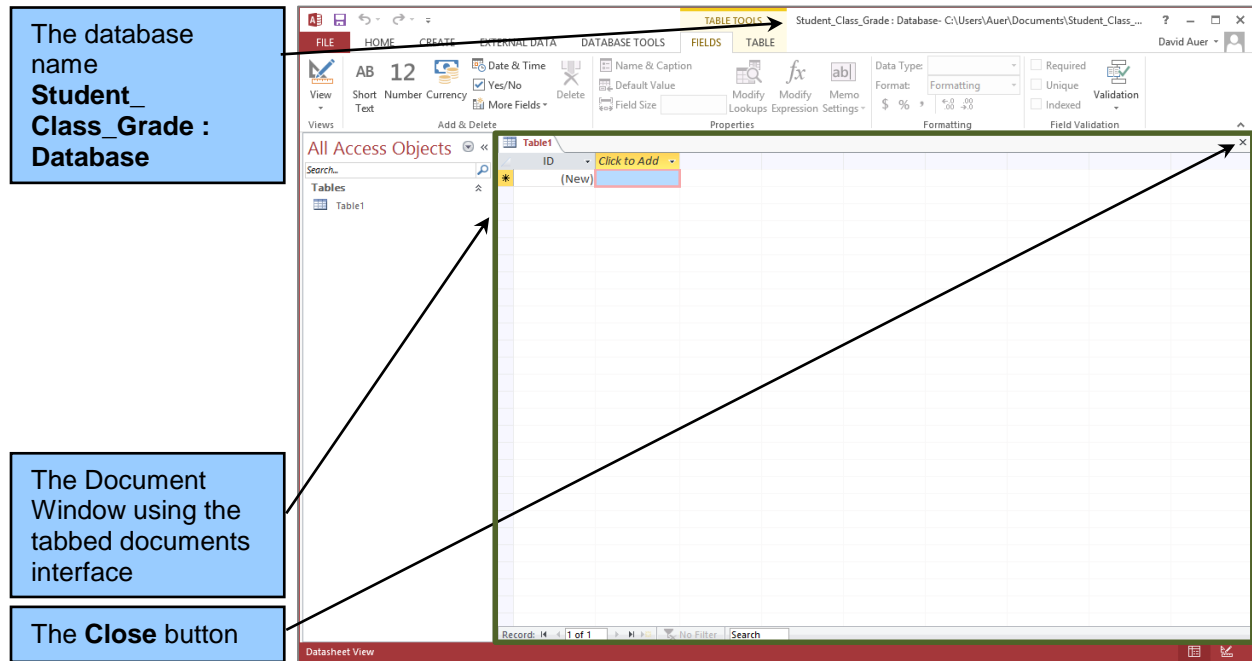 The database
name
Student_
Class_Grade :
Database
The Document
Window using the
tabbed documents
interface
The Close button
TABLE TOOLS Student_Class_Grade : Database- C:\Users\Auer\Documents\Student_Class_... ?
FILE HOME CREATE EXTERNAL DATA DATABASE TOOLS FIELDS TABLE David Auer
View
AB
Short
Text
12
Number
Currency
Date & Time
Yes/No
More Fields
Delete
Name & Caption
Default Value
Field Size
Modify
Lookups
fx
Modify
Expression
ab|
Memo
Settings
Data Type:
Format: Formatting
$ % , .00 .00
Required
Unique
Indexed
Validation
Views Add & Delete Properties Formatting Field Validation
All Access Objects «
Search...
Tables
Table1
Table1
ID Click to Add
* (New)
Record: 1 of 1 No Filter Search
Datasheet View